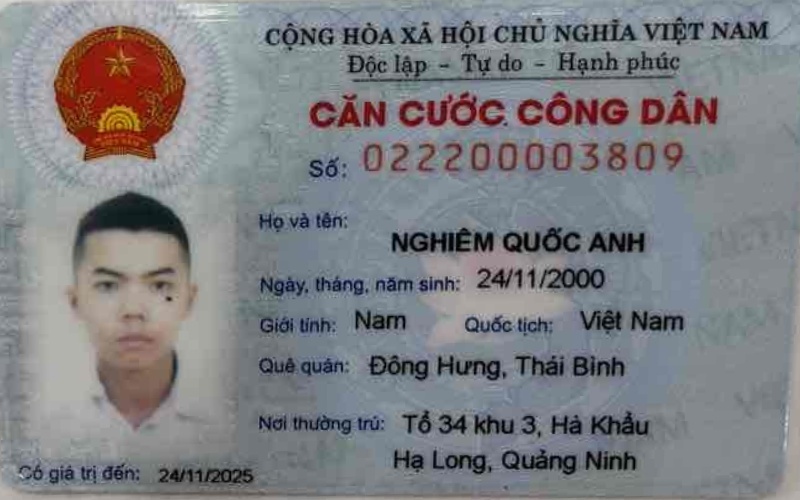 CỘNG HÒA XÃ HỘI CHỦ NGHĨA VIỆT NAM
Độc lập - Tự do - Hạnh phúc
CĂN CƯỚC CÔNG DÂN
Số: 022200003809
Họ và tên:
NGHIÊM QUỐC ANH
Ngày, tháng, năm sinh: 24/11/2000
Giới tính: Nam Quốc tịch: Việt Nam
Quê quán: Đông Hưng, Thái Bình
Nơi thường trú: Tổ 34 khu 3, Hà Khẩu
Hạ Long, Quảng Ninh
Có giá trị đến: 24/11/2025